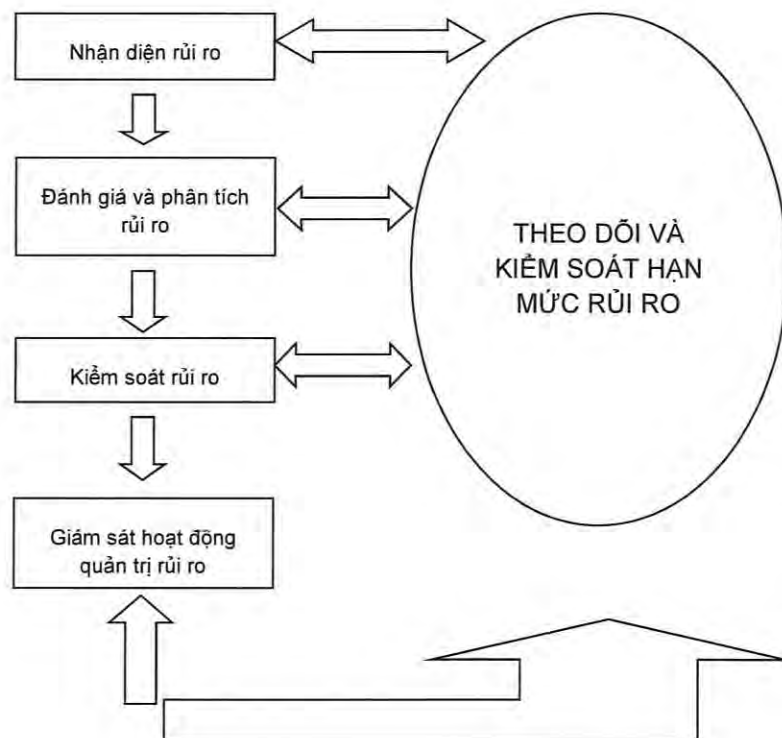 Nhận diện rủi ro
Đánh giá và phân tích
rủi ro
Kiểm soát rủi ro
Giám sát hoạt động
quản trị rủi ro
THEO DÕI VÀ
KIỂM SOÁT HẠN
MỨC RỦI RO